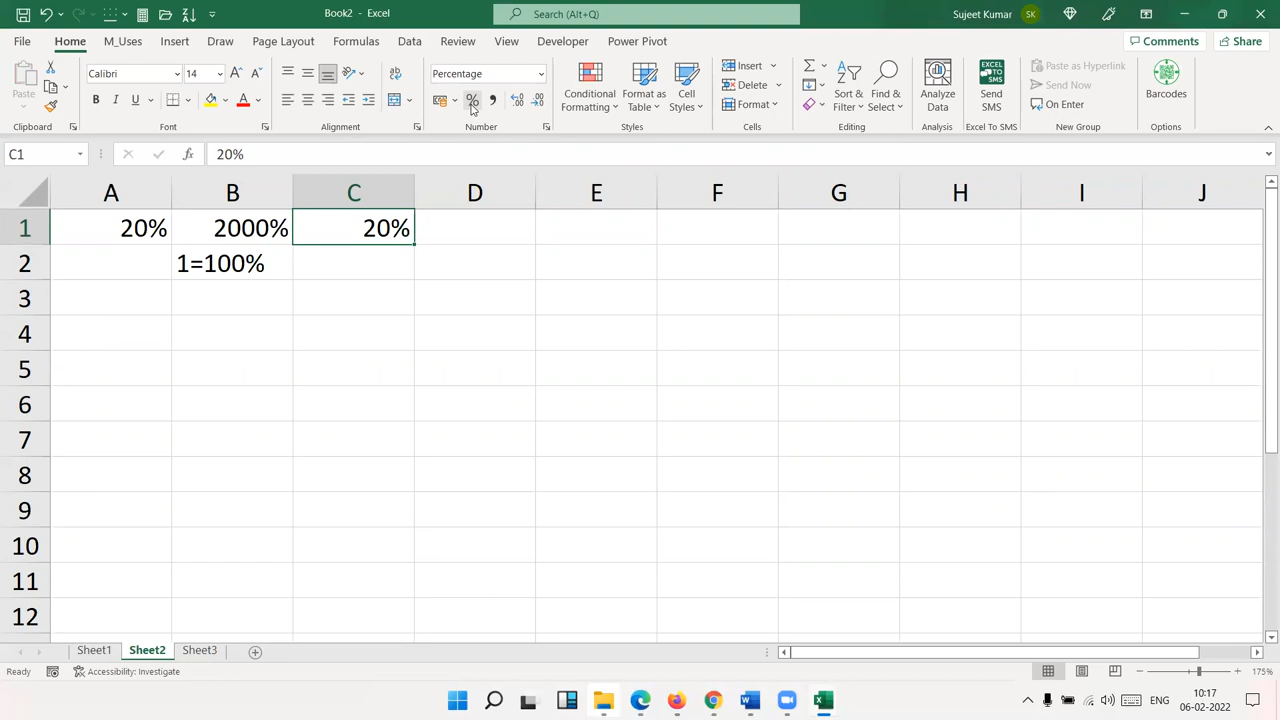 Book2 - Excel
Search (Alt+Q)
Sujeet Kumar
SK
File
Home
M_Uses
Insert
Draw
Page Layout
Formulas
Data
Review
View
Developer
Help
Power Pivot
Comments
Share
Paste
Calibri
14
B I U
Percentage
Conditional
Formatting
Format as
Table
Cell
Styles
Insert
Delete
Format
Sort &
Filter
Find &
Select
Analyze
Data
Send
SMS
Paste as Hyperlink
Send Now
On Enter
Barcodes
Clipboard
Font
Alignment
Number
Styles
Cells
Editing
Analysis
Excel To SMS
New Group
Options
C1
fx
20%
A B C D E F G H I J
1 20% 2000% 20%
2 1=100%
3
4
5
6
7
8
9
10
11
12
Sheet1
Sheet2
Sheet3
Ready
Accessibility: Investigate
175%
ENG
10:17
06-02-2022